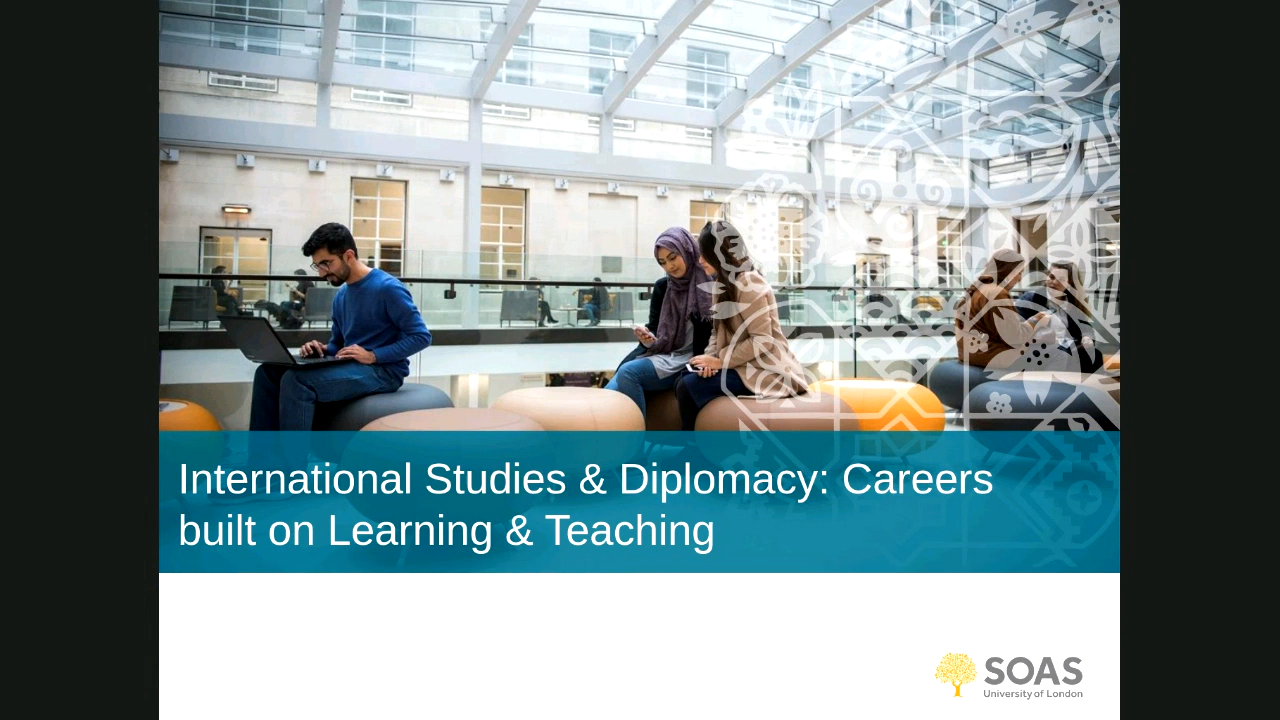 International Studies & Diplomacy: Careers
built on Learning & Teaching
SOAS
University of London